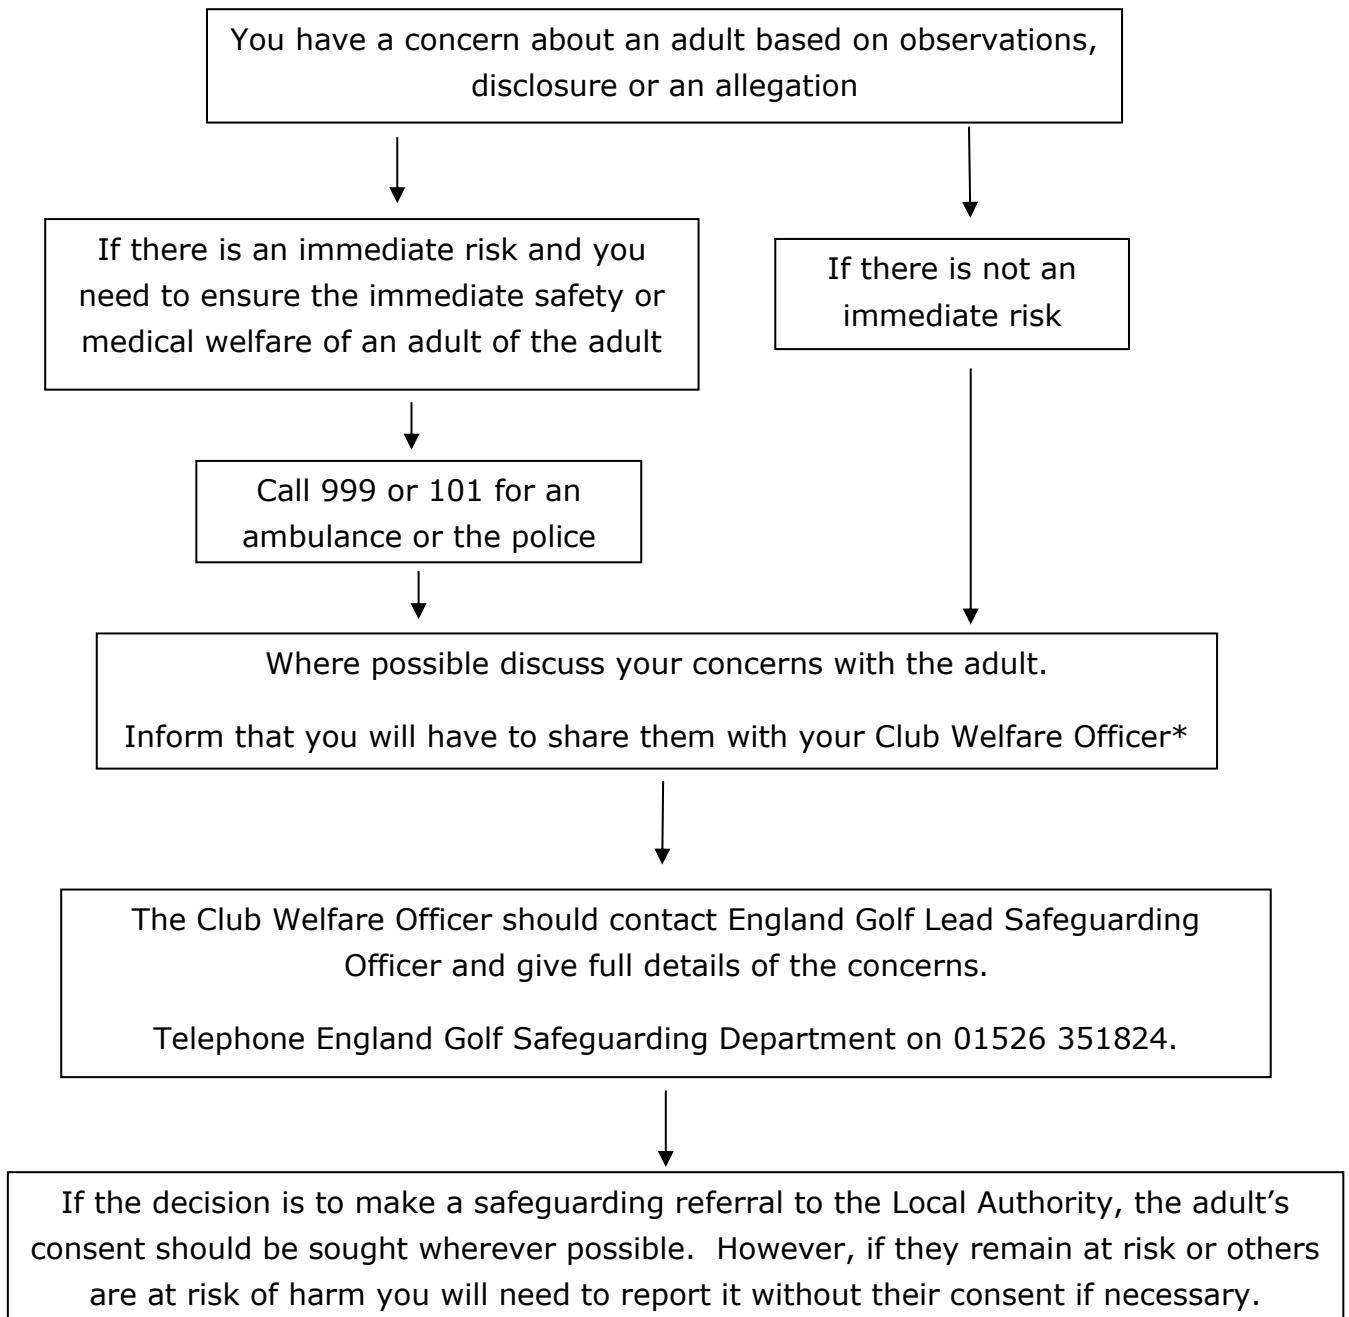 You have a concern about an adult based on observations,
disclosure or an allegation
If there is an immediate risk and you
need to ensure the immediate safety or
medical welfare of an adult of the adult
If there is not an
immediate risk
Call 999 or 101 for an
ambulance or the police
Where possible discuss your concerns with the adult.
Inform that you will have to share them with your Club Welfare Officer*
The Club Welfare Officer should contact England Golf Lead Safeguarding
Officer and give full details of the concerns.
Telephone England Golf Safeguarding Department on 01526 351824.
If the decision is to make a safeguarding referral to the Local Authority, the adult’s
consent should be sought wherever possible.  However, if they remain at risk or others
are at risk of harm you will need to report it without their consent if necessary.